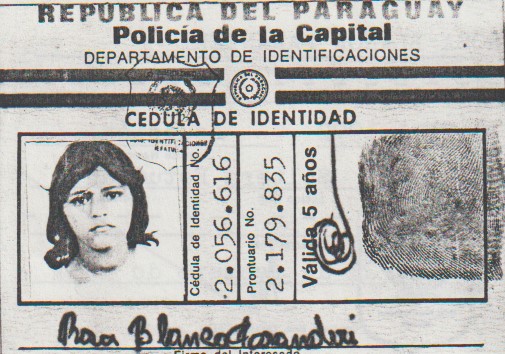 REPUBLICA DEL PARAGUAY
Policía de la Capital
DEPARTAMENTO DE IDENTIFICACIONES
CEDULA DE IDENTIDAD
Cédula de Identidad No.
2.056.616
Prontuario No.
2.179.835
Válida 5 años
Firma del Interesado